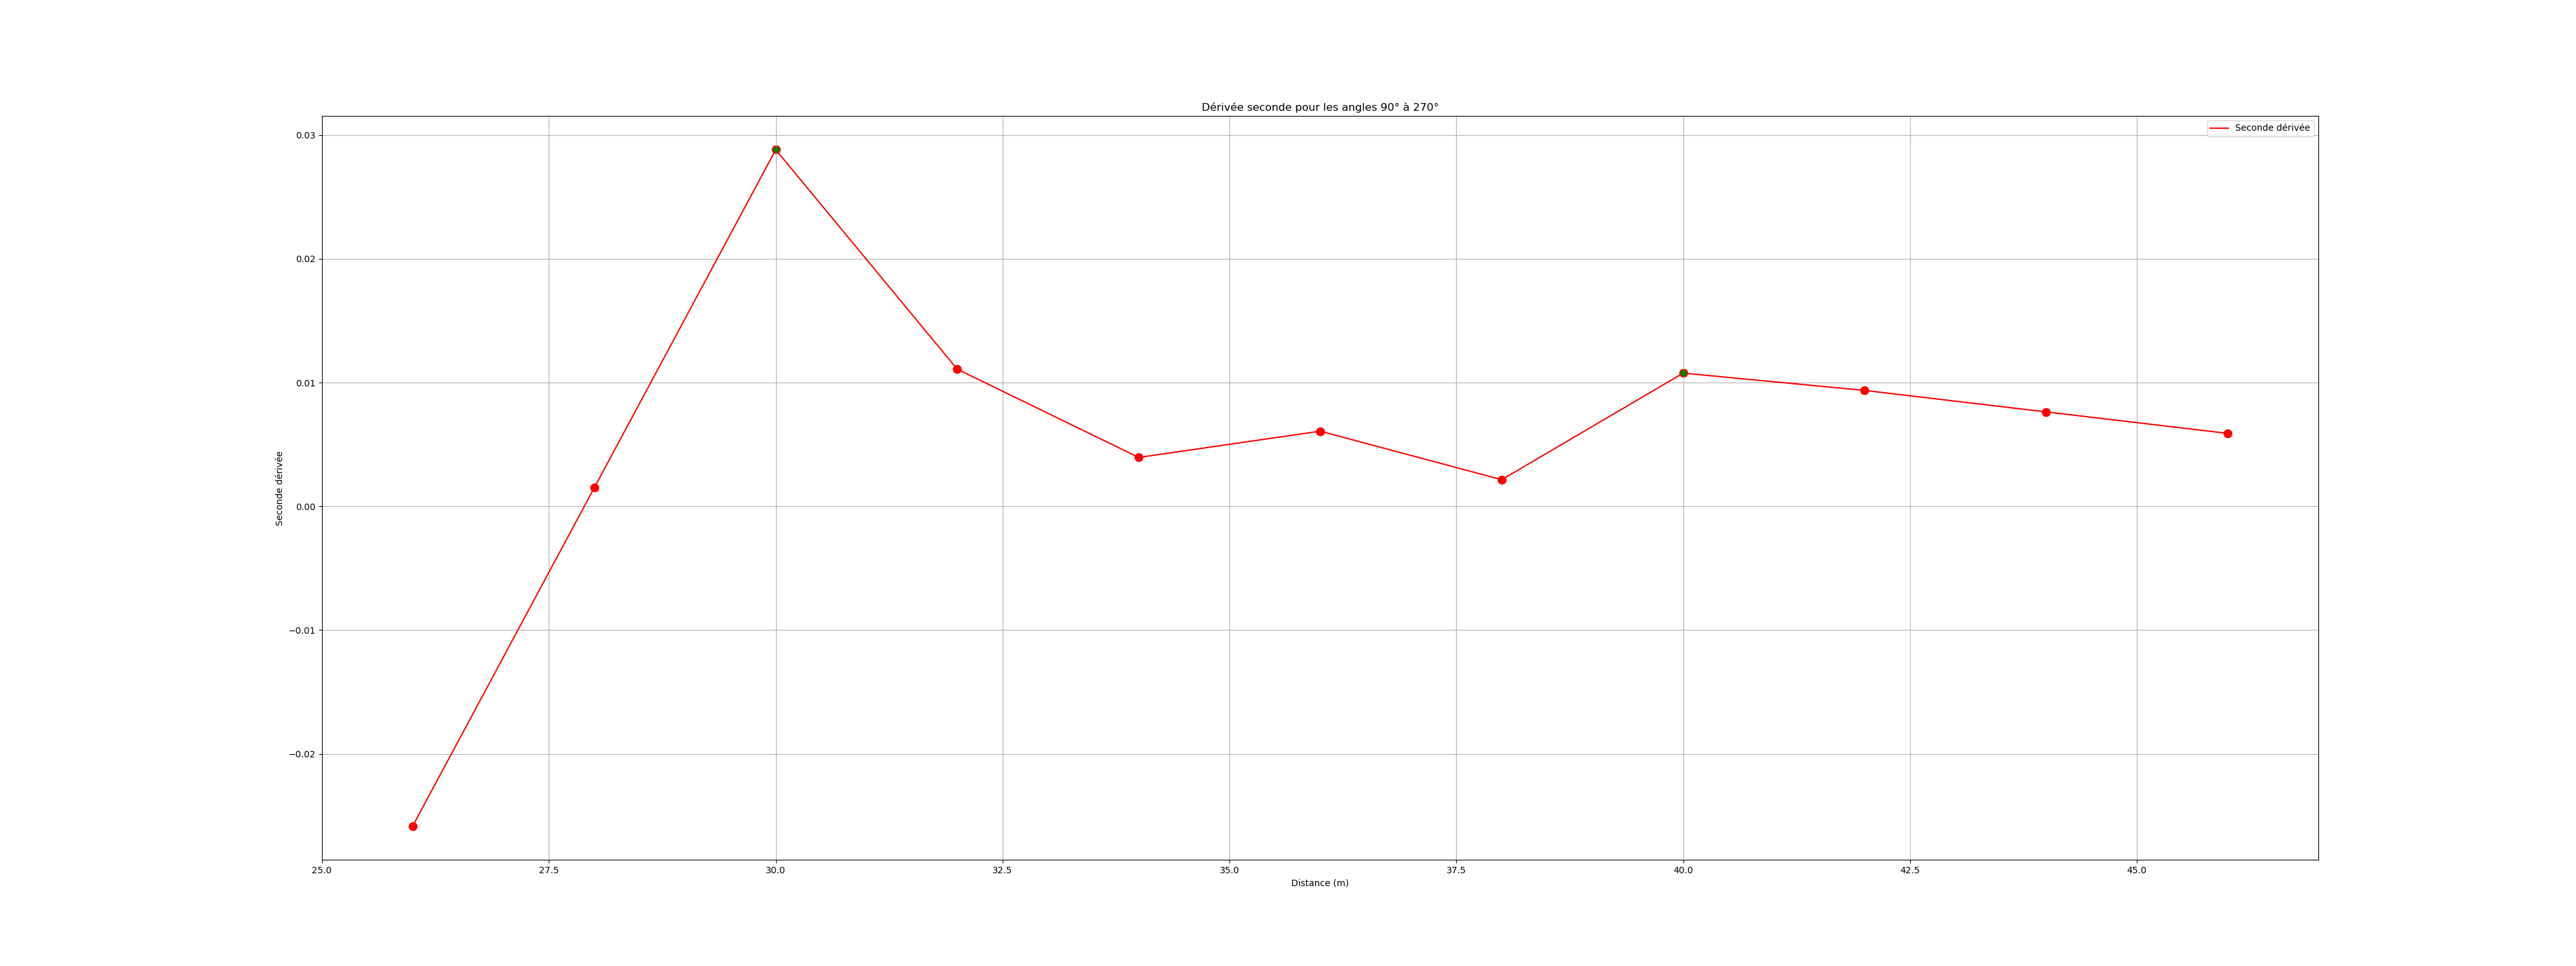 Dérivée seconde pour les angles 90° à 270°
Seconde dérivée
0.03
0.02
0.01
0.00
−0.01
−0.02
Seconde dérivée
25.0 27.5 30.0 32.5 35.0 37.5 40.0 42.5 45.0
Distance (m)